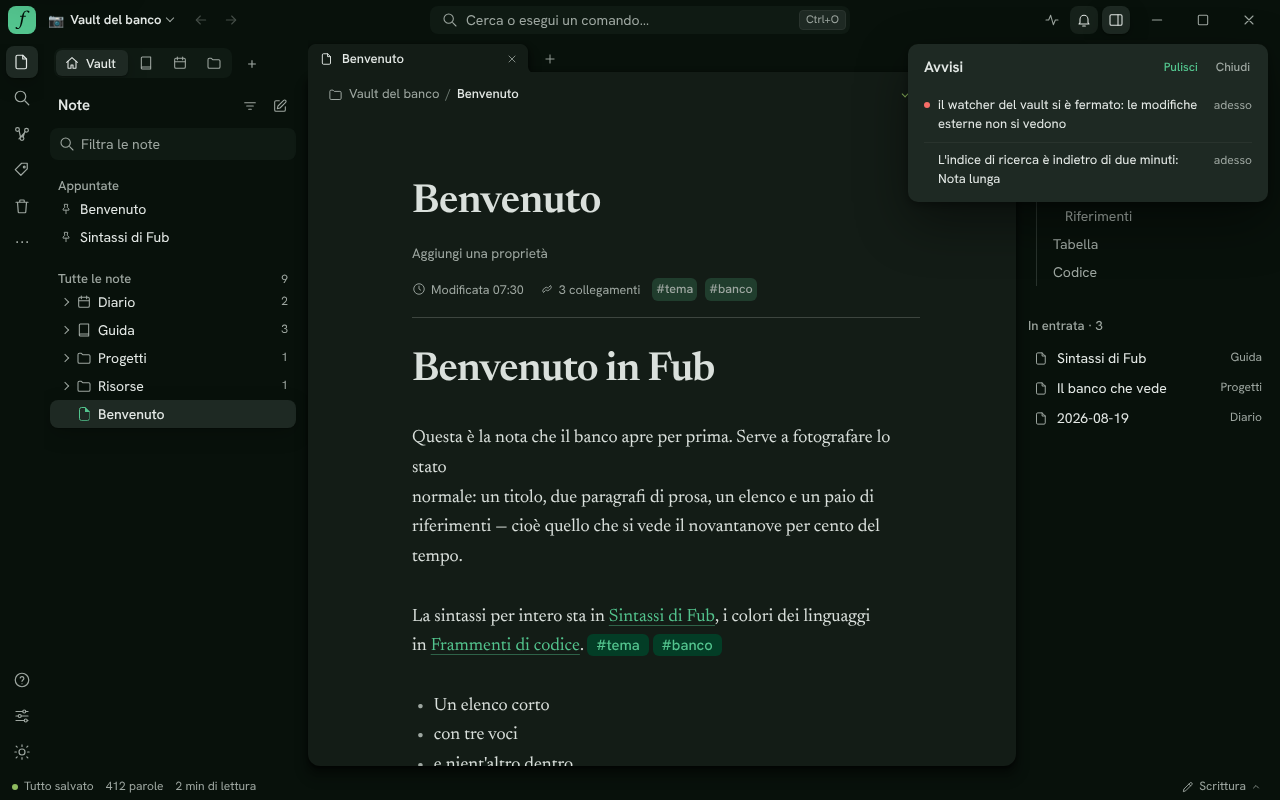 Vault del banco
Cerca o esegui un comando...
Ctrl+O
Vault
Note
Filtra le note
Appuntate
Benvenuto
Sintassi di Fub
Tutte le note 9
Diario 2
Guida 3
Progetti 1
Risorse 1
Benvenuto
Benvenuto
Vault del banco / Benvenuto
Benvenuto
Aggiungi una proprietà
Modificata 07:30 3 collegamenti #tema #banco
Benvenuto in Fub
Questa è la nota che il banco apre per prima. Serve a fotografare lo
stato
normale: un titolo, due paragrafi di prosa, un elenco e un paio di
riferimenti — cioè quello che si vede il novantanove per cento del
tempo.
La sintassi per intero sta in Sintassi di Fub, i colori dei linguaggi
in Frammenti di codice. #tema #banco
Un elenco corto
con tre voci
e nient'altro dentro
Avvisi Pulisci Chiudi
il watcher del vault si è fermato: le modifiche adesso
esterne non si vedono
L'indice di ricerca è indietro di due minuti: adesso
Nota lunga
Riferimenti
Tabella
Codice
In entrata · 3
Sintassi di Fub Guida
Il banco che vede Progetti
2026-08-19 Diario
Tutto salvato 412 parole 2 min di lettura
Scrittura